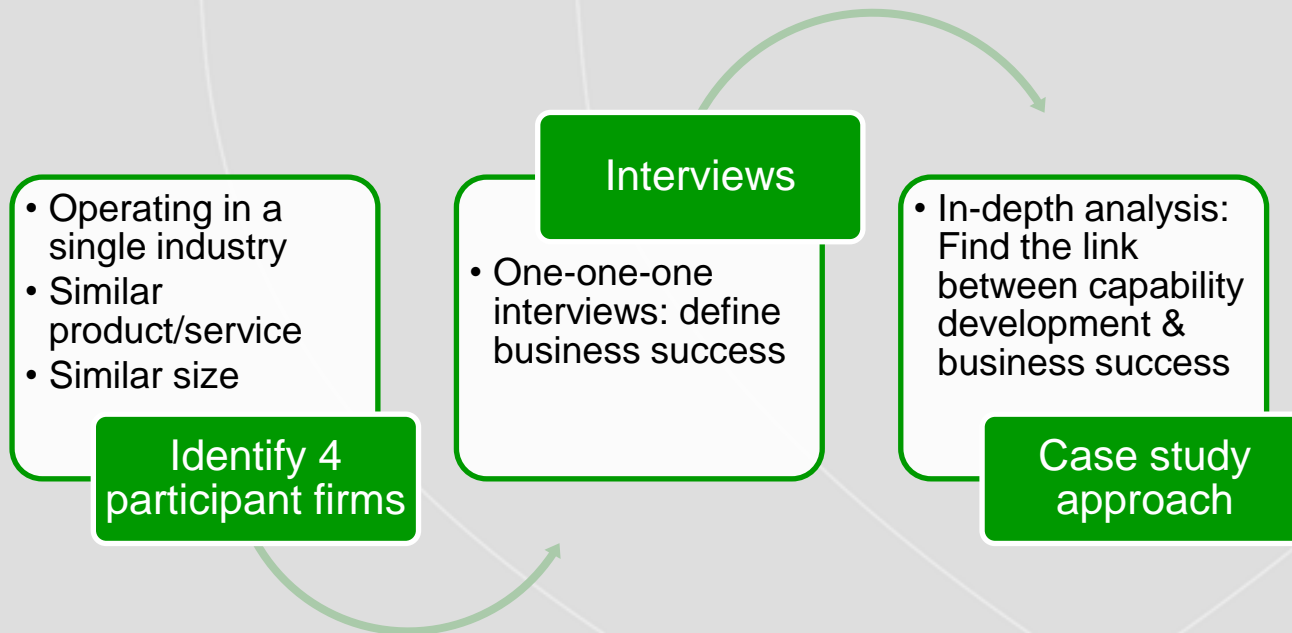 • Operating in a
single industry
• Similar
product/service
• Similar size
Identify 4
participant firms
Interviews
• One-one-one
interviews: define
business success
• In-depth analysis:
Find the link
between capability
development &
business success
Case study
approach